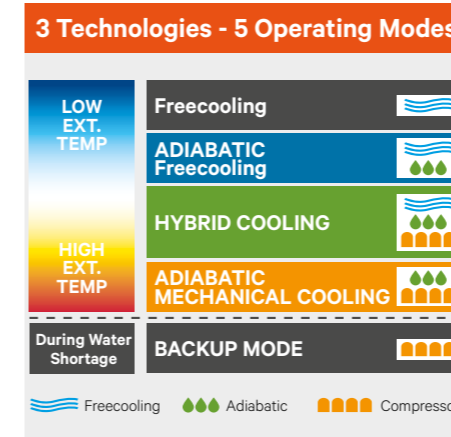 3 Technologies - 5 Operating Modes
LOW
EXT.
TEMP
Freecooling
ADIABATIC
Freecooling
HYBRID COOLING
HIGH
EXT.
TEMP
ADIABATIC
MECHANICAL COOLING
During Water
Shortage
BACKUP MODE
Freecooling Adiabatic Compresso